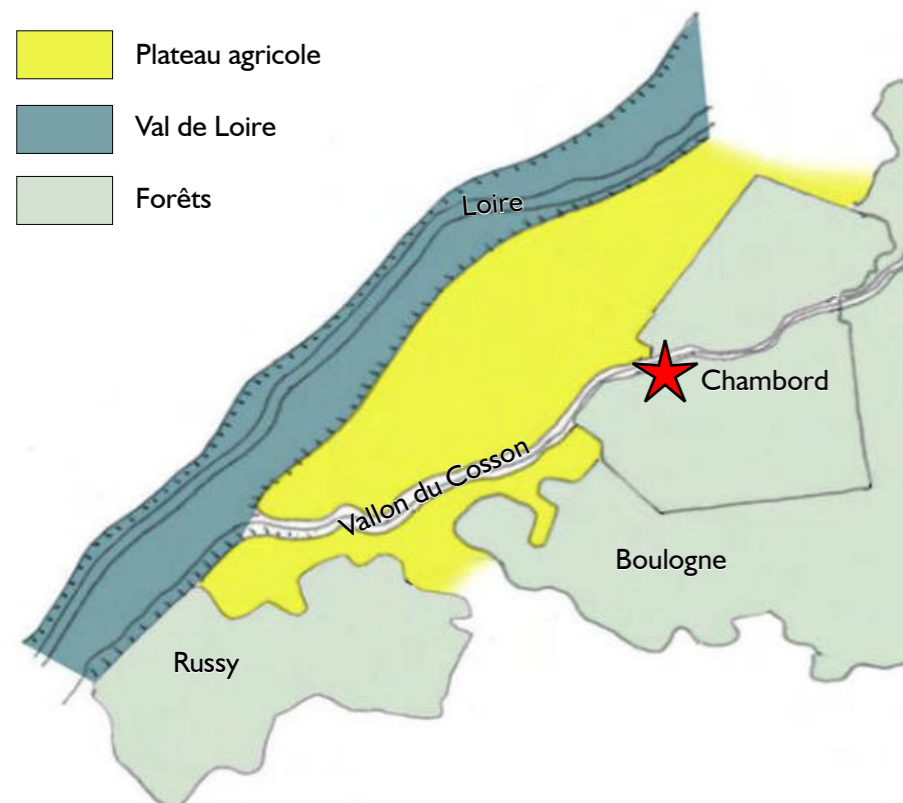 Plateau agricole
Val de Loire
Forêts
Loire
Chambord
Vallon du Cosson
Boulogne
Russy